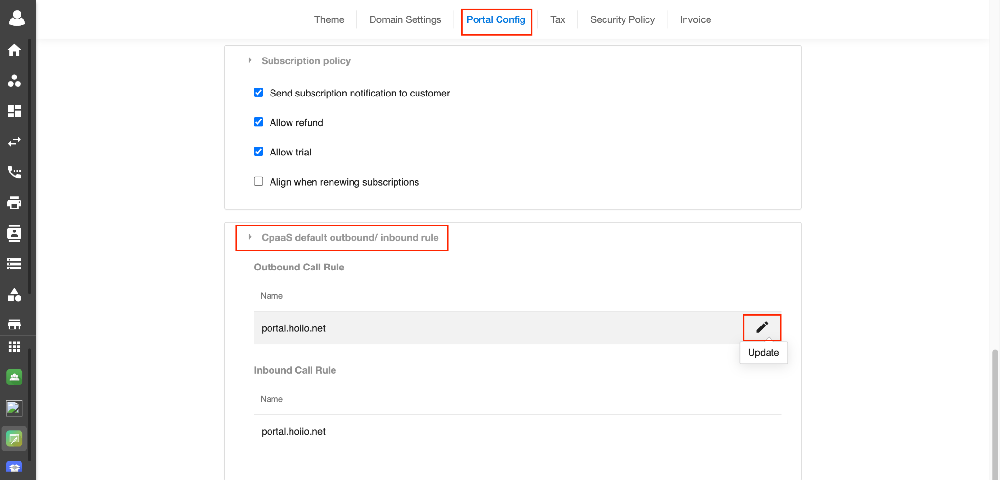 Theme Domain Settings Portal Config Tax Security Policy Invoice
Subscription policy
Send subscription notification to customer
Allow refund
Allow trial
Align when renewing subscriptions
CpaaS default outbound/ inbound rule
Outbound Call Rule
Name
portal.hoiio.net
Update
Inbound Call Rule
Name
portal.hoiio.net